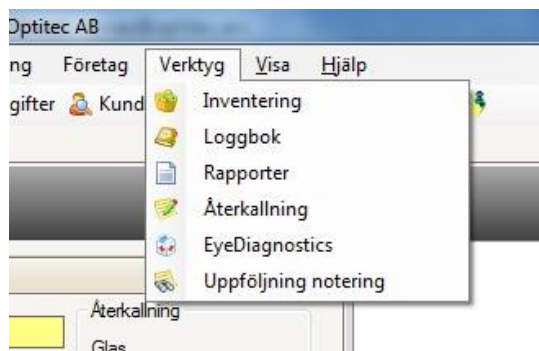 Optitec AB
ng Företag Verktyg Visa Hjälp
gifter Kund
Inventering
Loggbok
Rapporter
Återkallning
EyeDiagnostics
Uppföljning notering
Återkallning
Glas